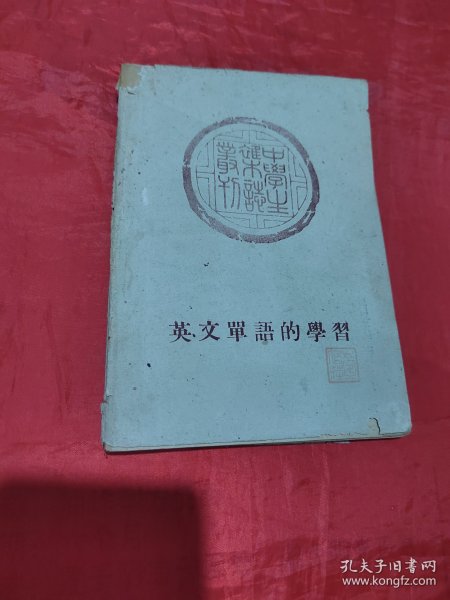 中學生
雜誌
叢刊
英文單語的學習
孔夫子旧书网
www.kongfz.com